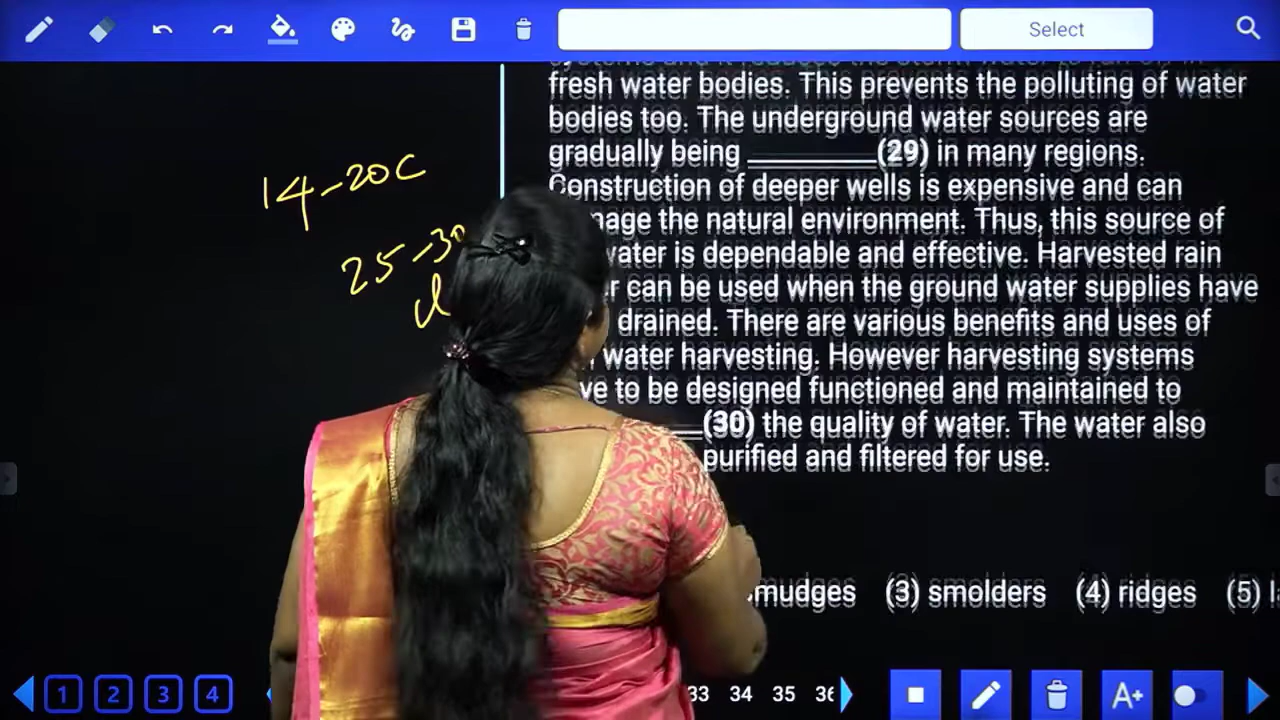 Select
14-20C
25-3
fresh water bodies. This prevents the polluting of water
bodies too. The underground water sources are
gradually being __________(29) in many regions.
Construction of deeper wells is expensive and can
the natural environment. Thus, this source of
water is dependable and effective. Harvested rain
can be used when the ground water supplies have
drained. There are various benefits and uses of
water harvesting. However harvesting systems
to be designed functioned and maintained to
(30) the quality of water. The water also
purified and filtered for use.
(3) smolders (4) ridges (5)
1 2 3 4 33 34 35 A+